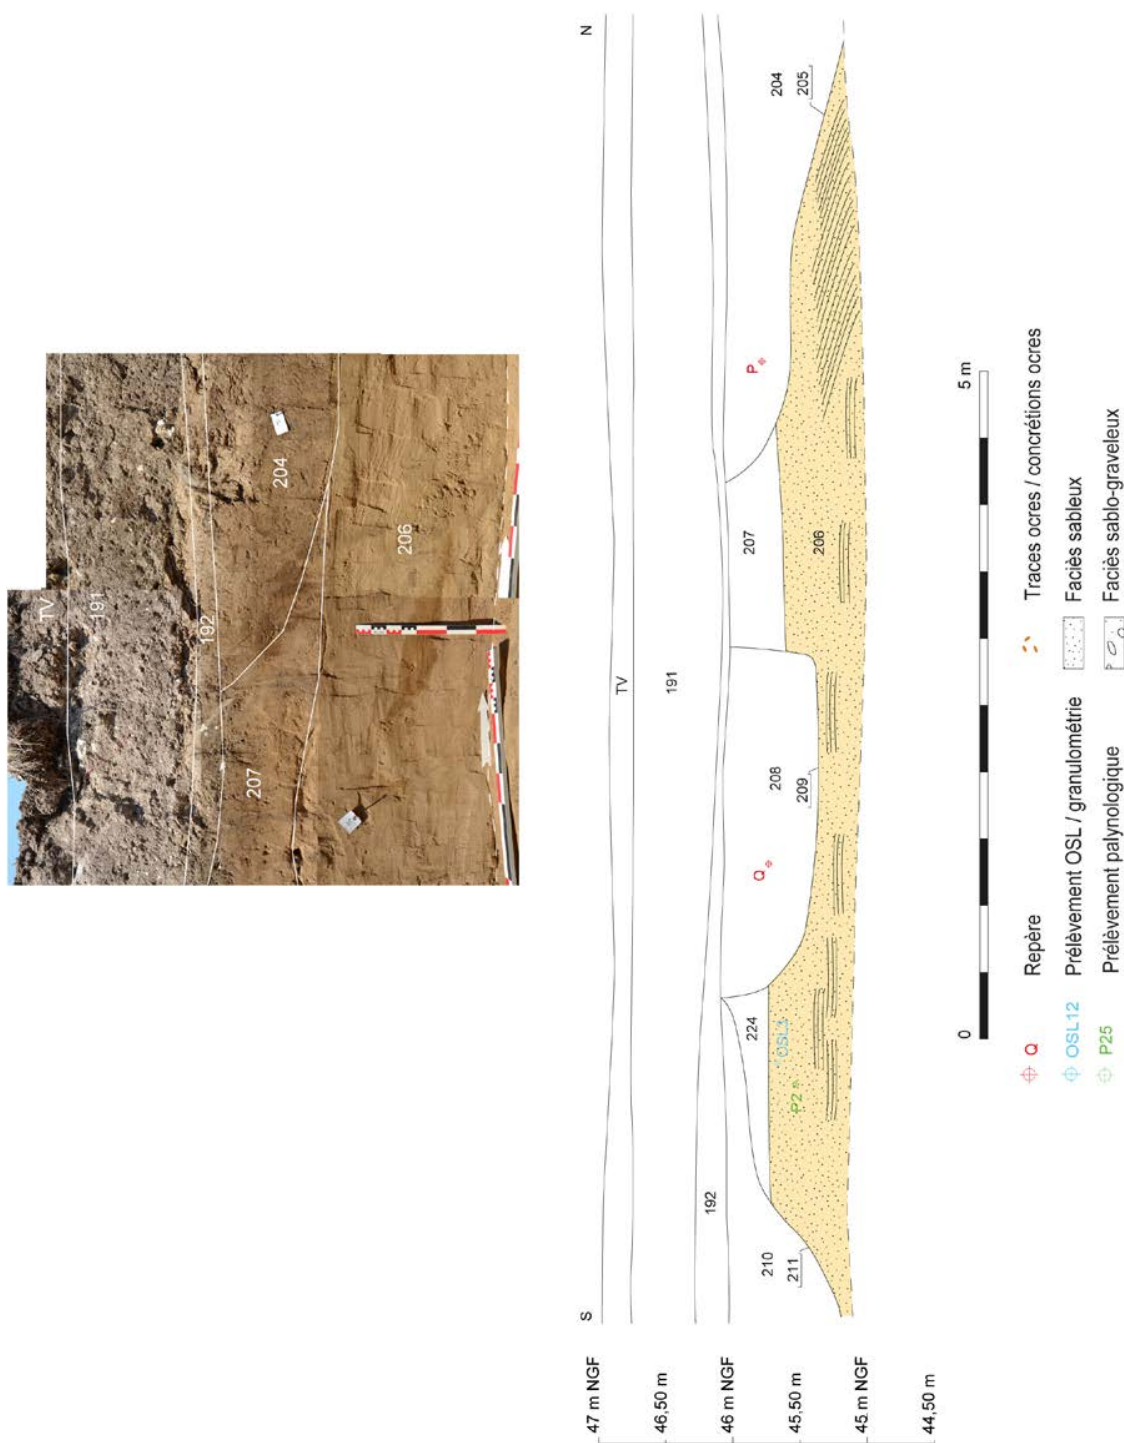 TV
191
192
204
207
206
S
N
TV
191
192
204
205
P
207
206
208
209
Q
224
OSL1
P2
210
211
47 m NGF
46,50 m
46 m NGF
45,50 m
45 m NGF
44,50 m
0
5 m
Q Repère
OSL12 Prélèvement OSL / granulométrie
P25 Prélèvement palynologique
Traces ocres / concrétions ocres
Faciès sableux
Faciès sablo-graveleux